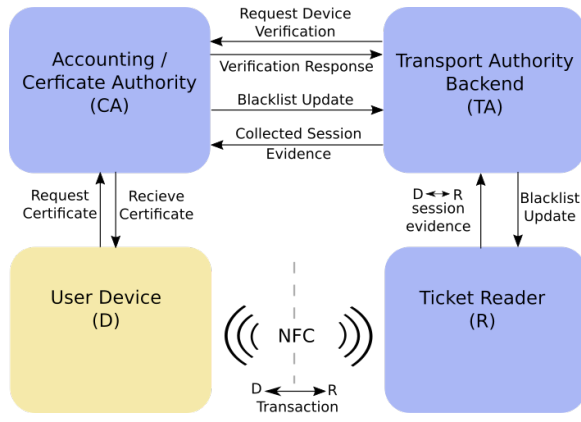 Request Device
Verification
Accounting /
Cerficate Authority
(CA)
Verification Response
Transport Authority
Backend
(TA)
Blacklist Update
Collected Session
Evidence
Request
Certificate
Recieve
Certificate
D R
session
evidence
Blacklist
Update
User Device
(D)
NFC
Ticket Reader
(R)
D R
Transaction